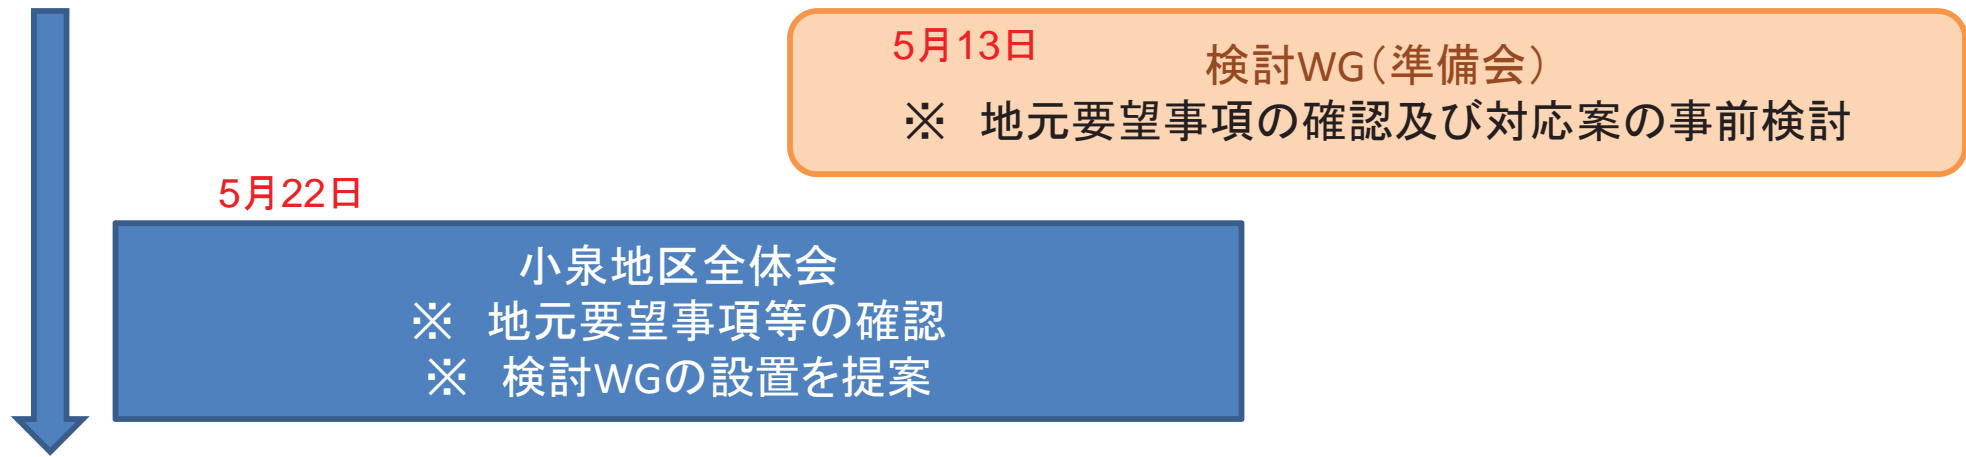 5月13日
検討WG（準備会）
※　地元要望事項の確認及び対応案の事前検討
5月22日
小泉地区全体会
※　地元要望事項等の確認
※　検討WGの設置を提案